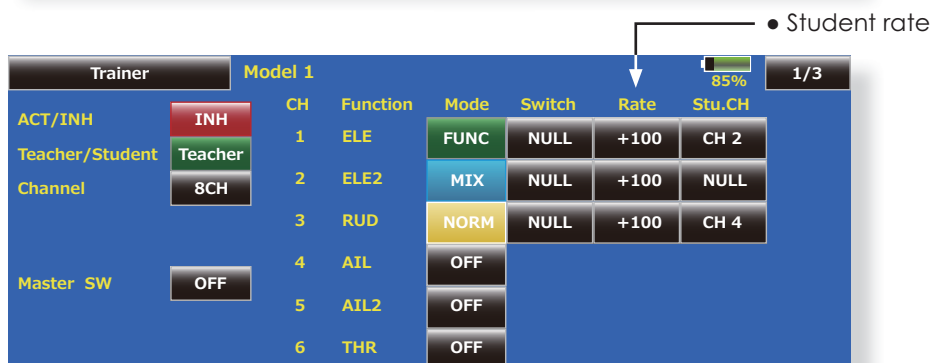 ● Student rate
Trainer Model 1 85% 1/3
CH Function Mode Switch Rate Stu.CH
ACT/INH INH
1 ELE FUNC NULL +100 CH 2
Teacher/Student Teacher
2 ELE2 MIX NULL +100 NULL
Channel 8CH
3 RUD NORM NULL +100 CH 4
4 AIL OFF
Master SW OFF
5 AIL2 OFF
6 THR OFF